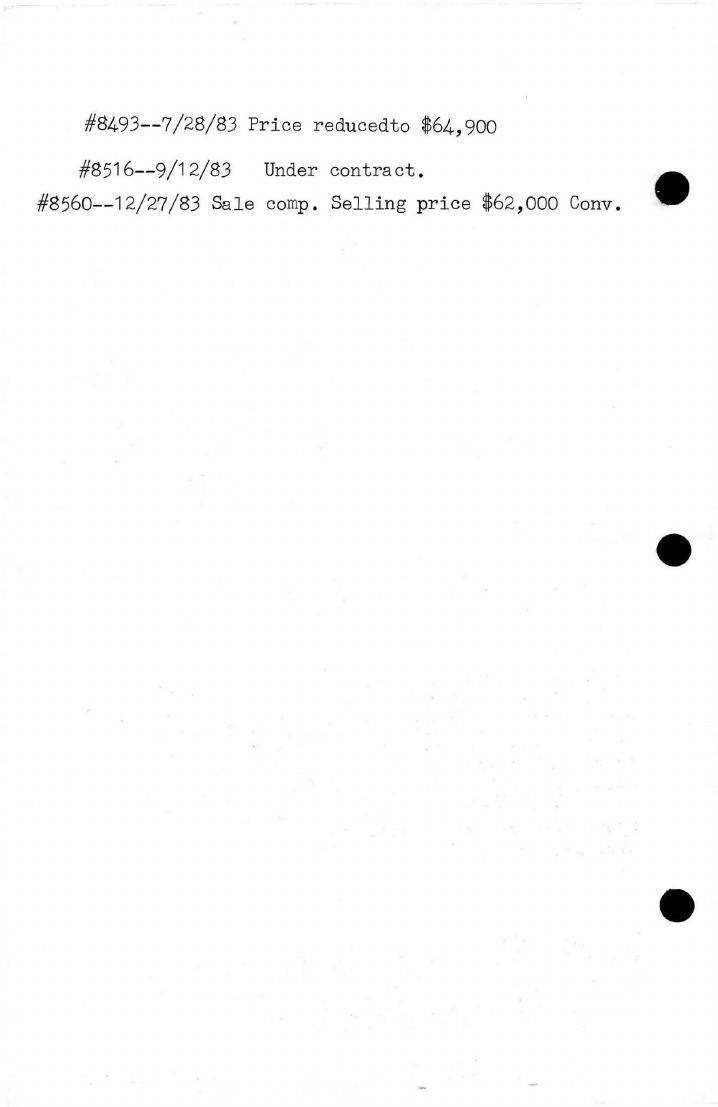 #8493--7/28/83 Price reducedto $64,900
#8516--9/12/83 Under contract.
#8560--12/27/83 Sale comp. Selling price $62,000 Conv.